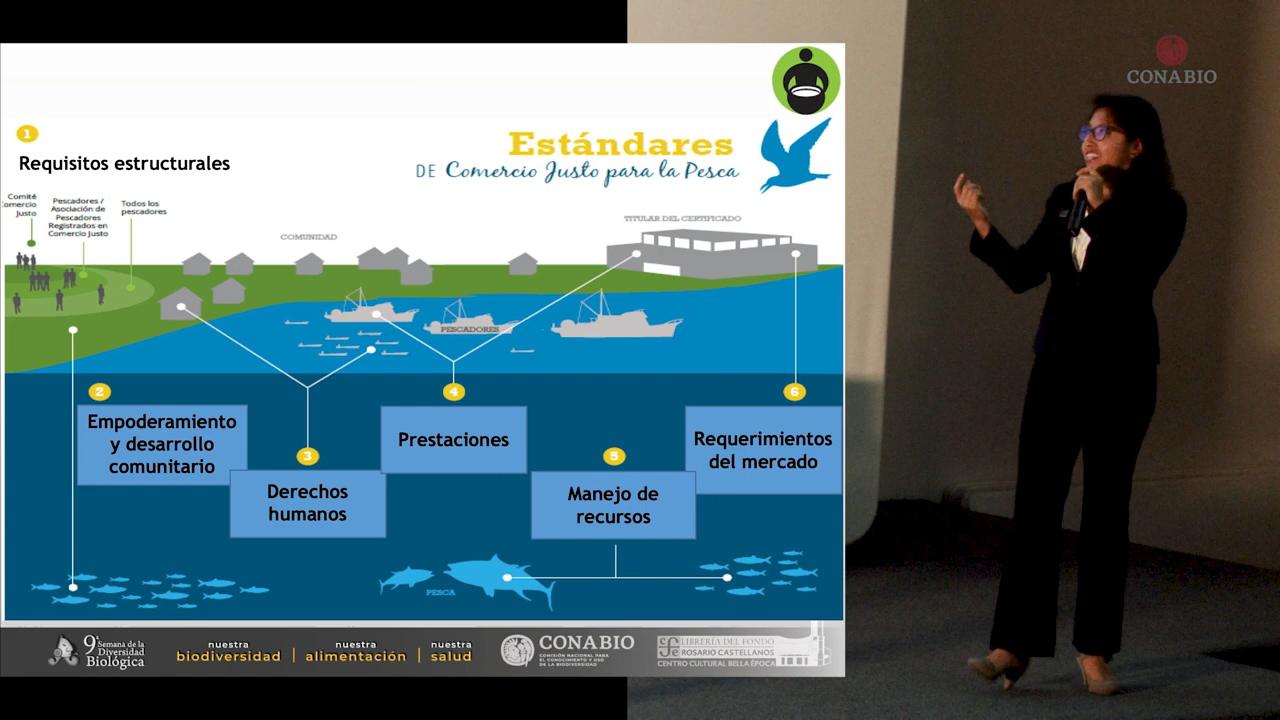 CONABIO
1
Requisitos estructurales
Estándares
DE Comercio Justo para la Pesca
Comité
Comercio
Justo
Pescadores /
Asociación de
Pescadores
Registrados en
Comercio Justo
Todos los
pescadores
COMUNIDAD
TITULAR DEL CERTIFICADO
PESCADORES
2
Empoderamiento
y desarrollo
comunitario
3
Derechos
humanos
4
Prestaciones
5
Manejo de
recursos
6
Requerimientos
del mercado
PESCA
9ª Semana de la
Diversidad
Biológica
nuestra
biodiversidad
nuestra
alimentación
nuestra
salud
CONABIO
COMISIÓN NACIONAL PARA
EL CONOCIMIENTO Y USO
DE LA BIODIVERSIDAD
LIBRERÍA DEL FONDO
ROSARIO CASTELLANOS
CENTRO CULTURAL BELLA ÉPOCA